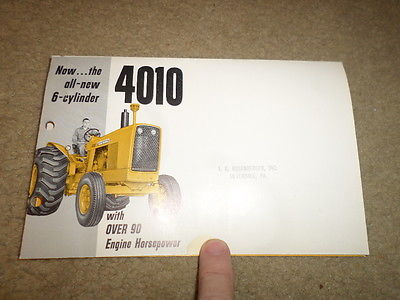 Now...the
all-new
6-cylinder
4010
with
OVER 90
Engine Horsepower